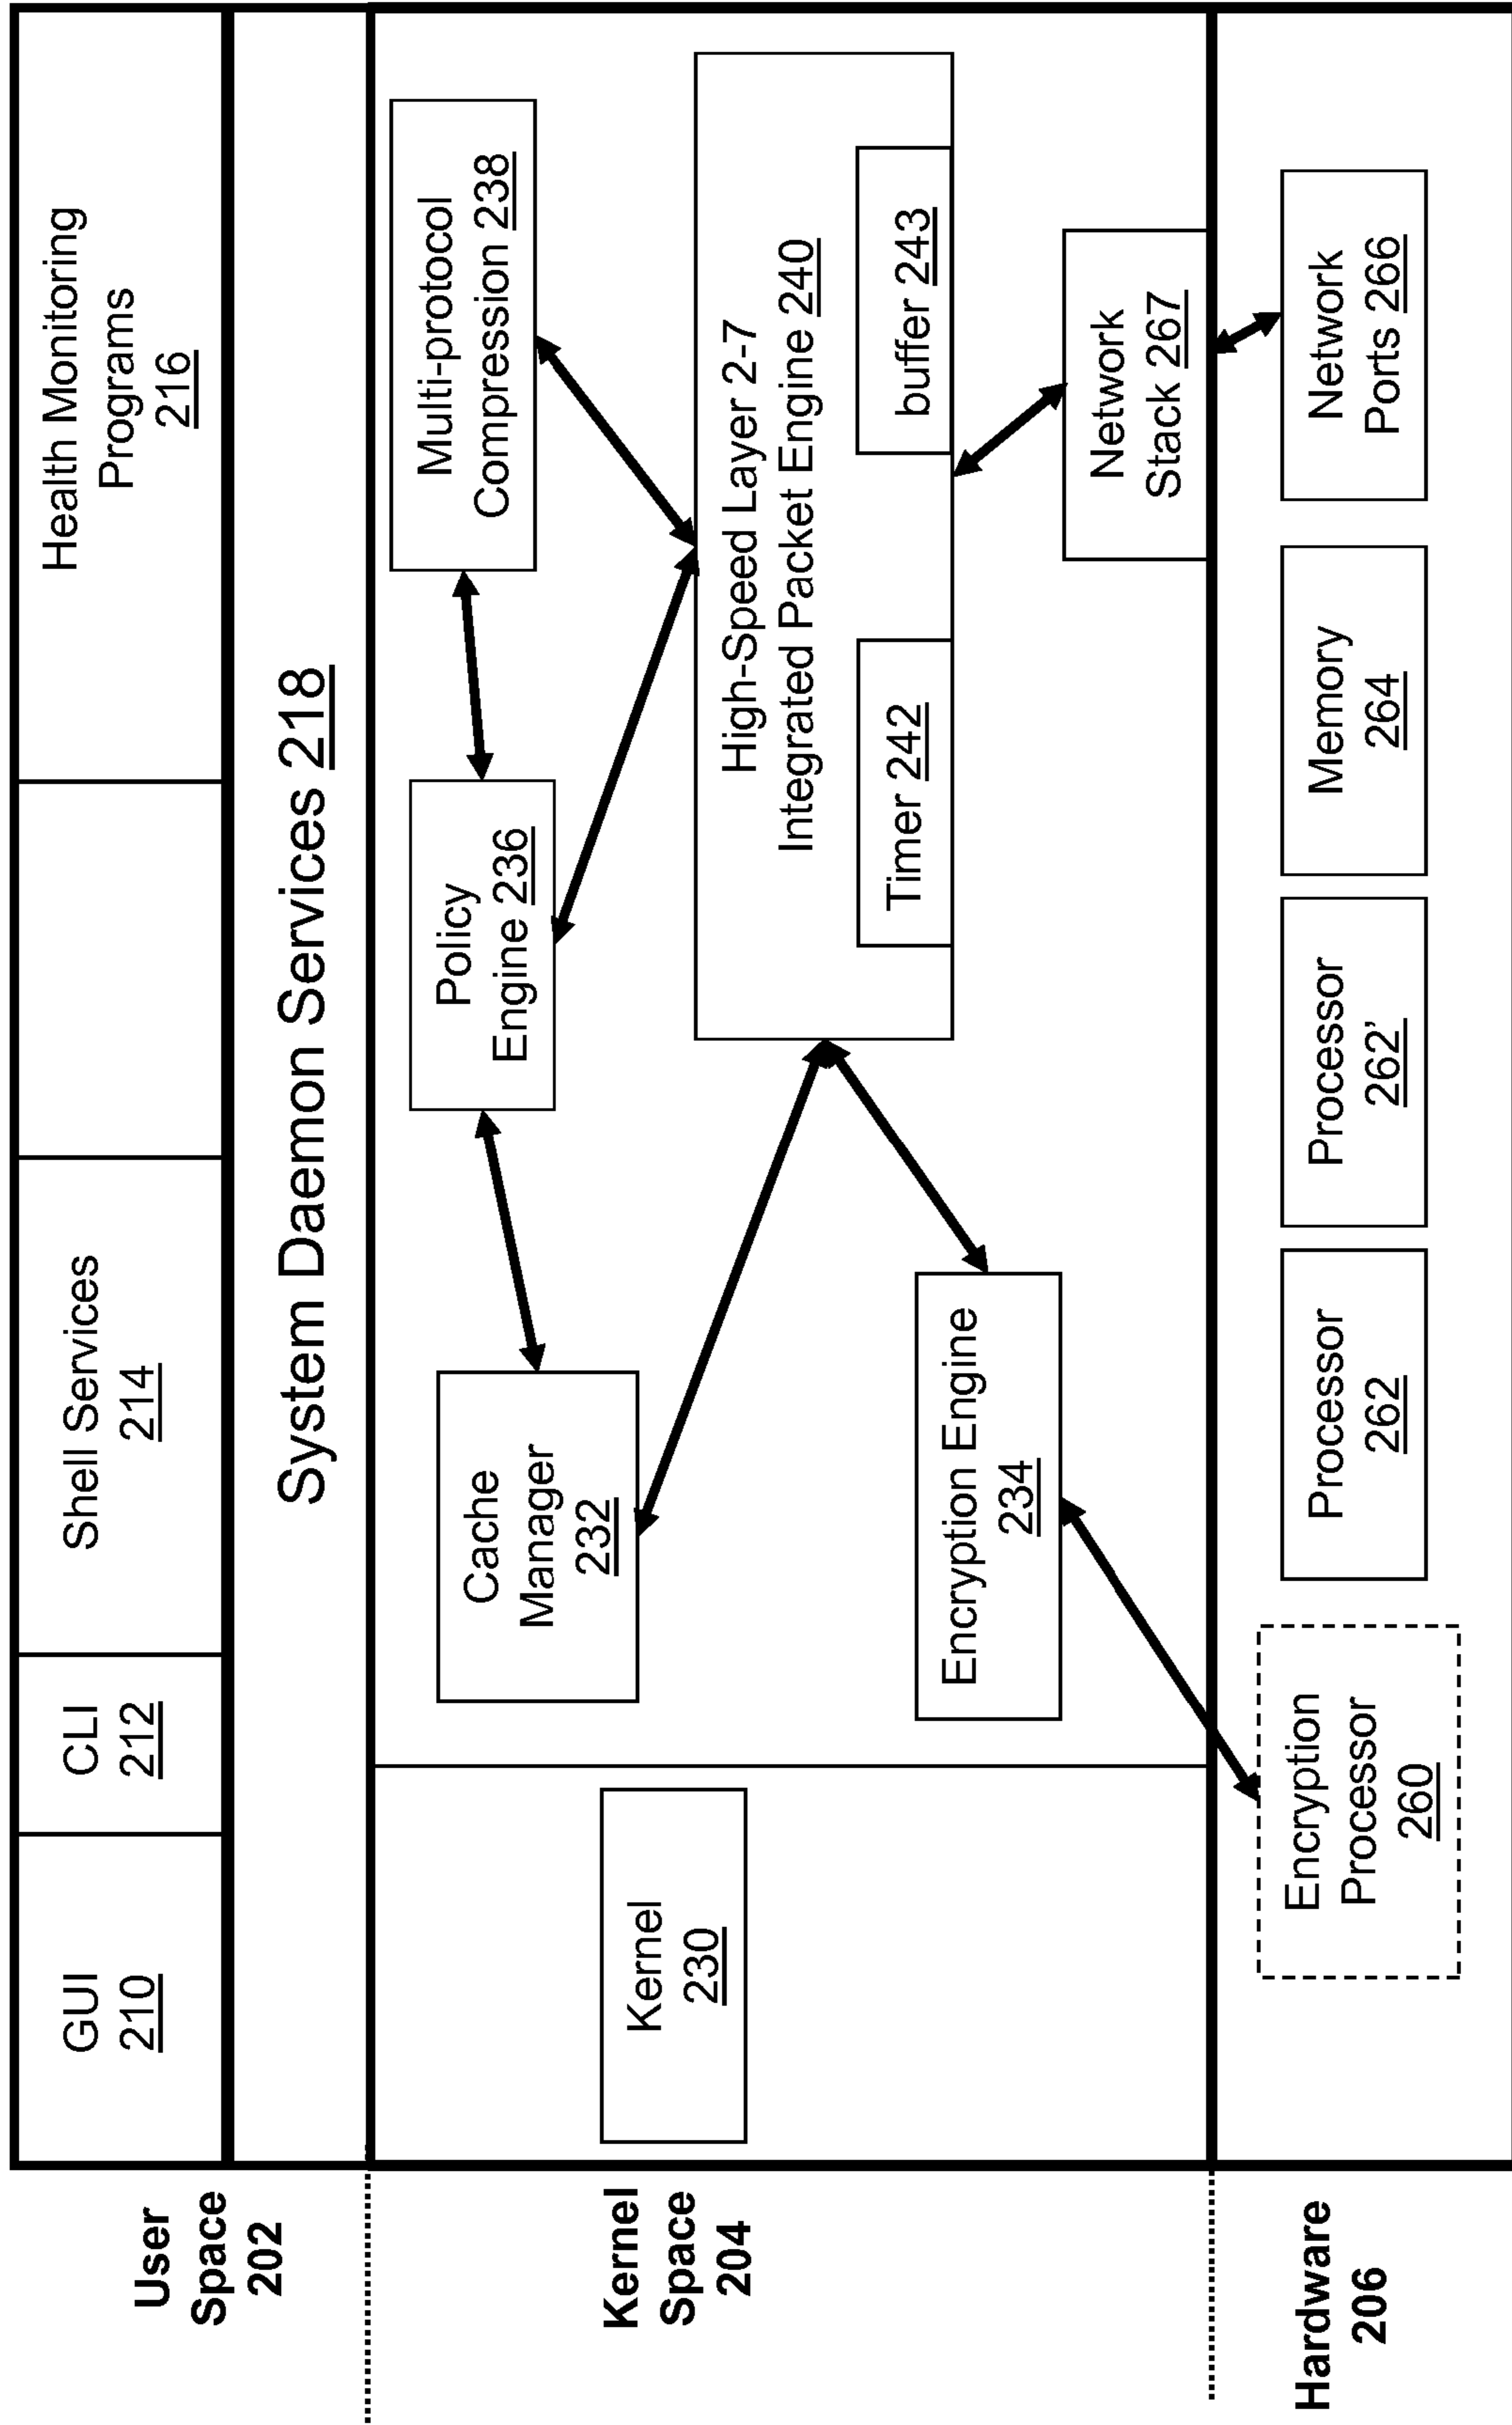 User
Space
202
GUI
210
CLI
212
Shell Services
214
Health Monitoring
Programs
216
System Daemon Services 218
Kernel
Space
204
Kernel
230
Cache
Manager
232
Policy
Engine 236
Multi-protocol
Compression 238
High-Speed Layer 2-7
Integrated Packet Engine 240
Timer 242
buffer 243
Encryption Engine
234
Network
Stack 267
Hardware
206
Encryption
Processor
260
Processor
262
Processor
262’
Memory
264
Network
Ports 266